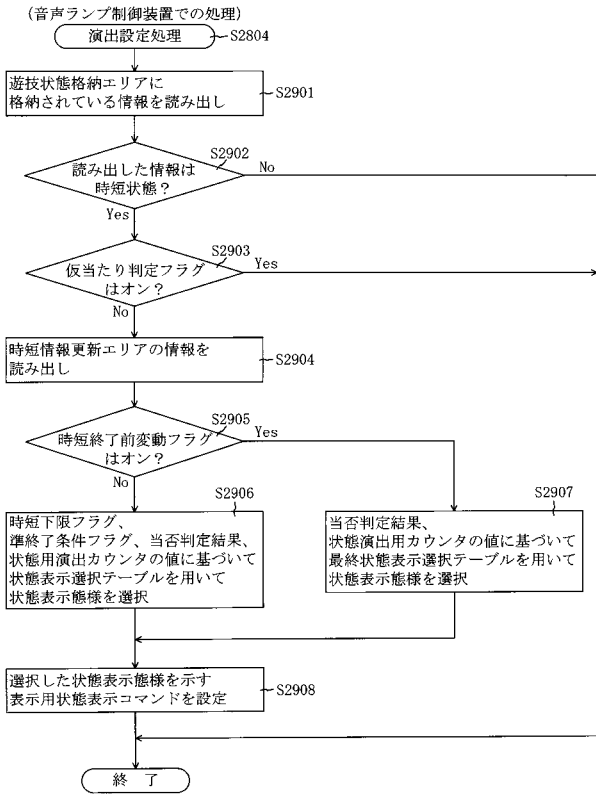 (音声ランプ制御装置での処理)
演出設定処理
S2804
遊技状態格納エリアに
格納されている情報を読み出し
S2901
S2902
読み出した情報は
時短状態?
No
Yes
S2903
仮当たり判定フラグ
はオン?
Yes
No
時短情報更新エリアの情報を
読み出し
S2904
S2905
時短終了前変動フラグ
はオン?
Yes
No
S2906
時短下限フラグ、
準終了条件フラグ、当否判定結果、
状態用演出カウンタの値に基づいて
状態表示選択テーブルを用いて
状態表示態様を選択
S2907
当否判定結果、
状態演出用カウンタの値に基づいて
最終状態表示選択テーブルを用いて
状態表示態様を選択
選択した状態表示態様を示す
表示用状態表示コマンドを設定
S2908
終 了